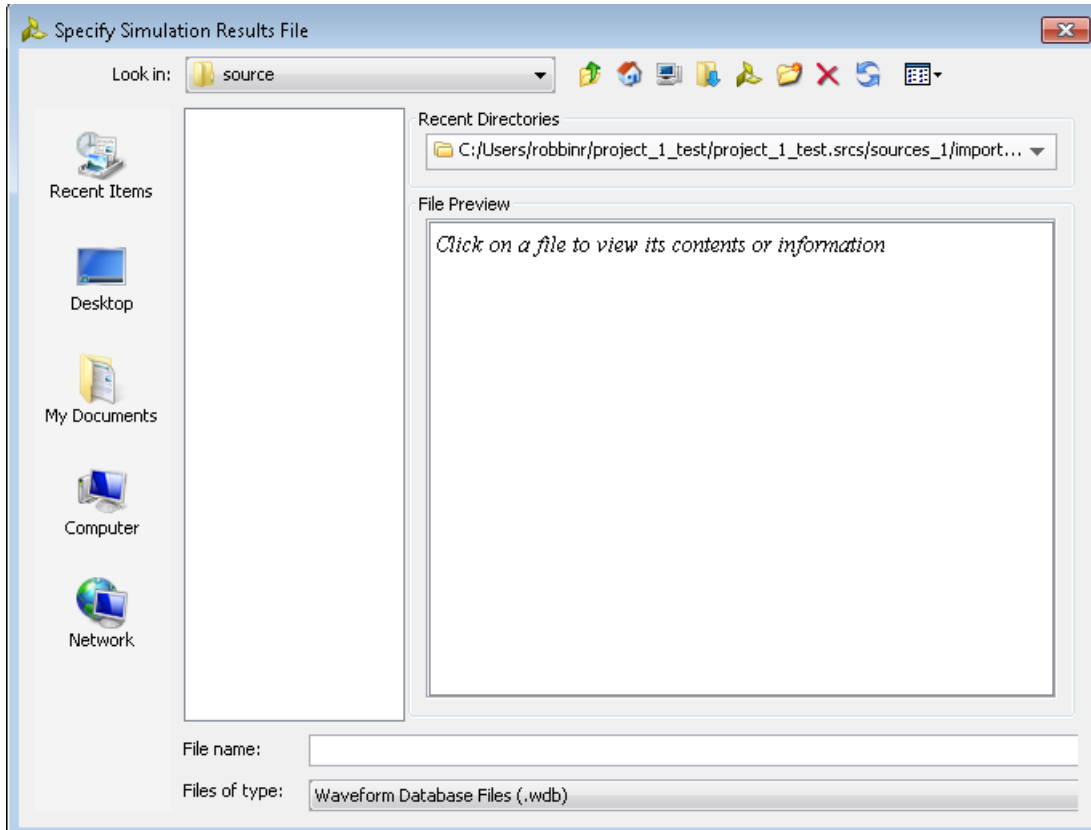 Specify Simulation Results File
Look in: source
Recent Directories
C:/Users/robbinr/project_1_test/project_1_test.srcs/sources_1/import...
Recent Items
File Preview
Click on a file to view its contents or information
Desktop
My Documents
Computer
Network
File name:
Files of type: Waveform Database Files (.wdb)